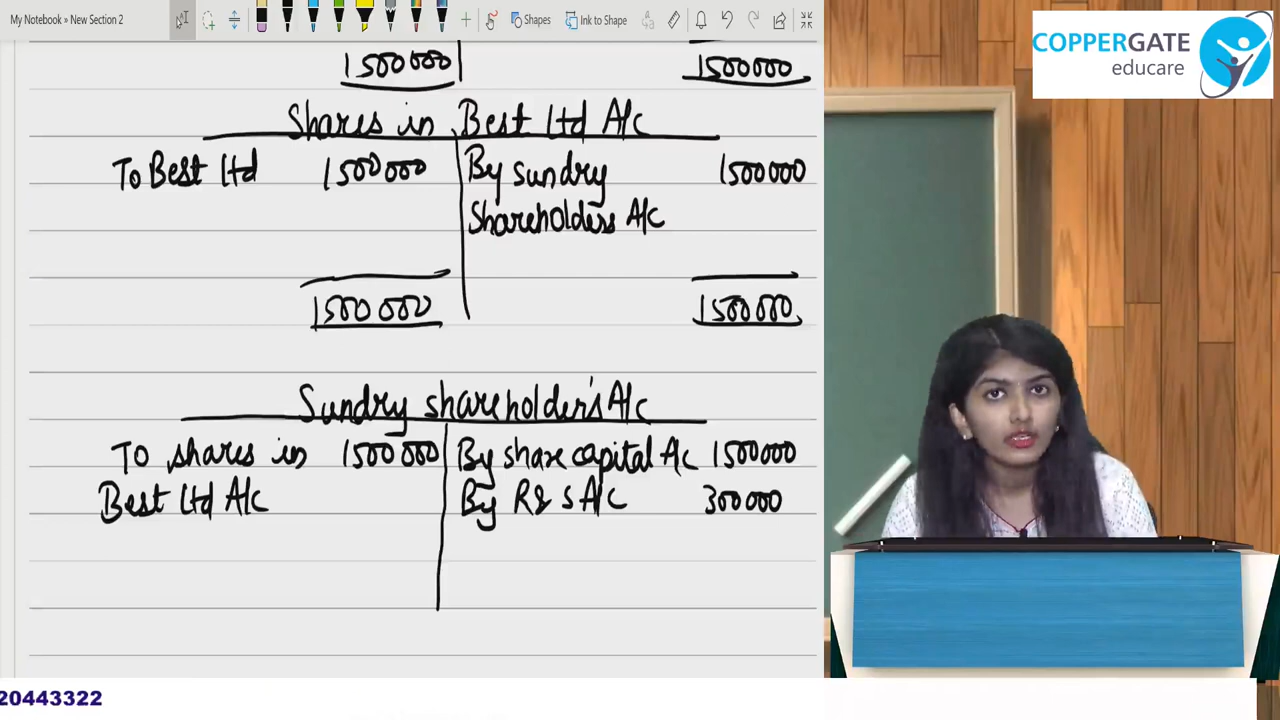 My Notebook » New Section 2
Shapes
Ink to Shape
COPPERGATE
educare
1500000 1500000
Shares in Best ltd A/c
To Best ltd 1500000 By sundry 1500000
Shareholders A/c
1500000 1500000
Sundry shareholder's A/c
To shares in 1500000 By share capital Ac 1500000
Best Ltd A/c By R& S A/c 300000
20443322